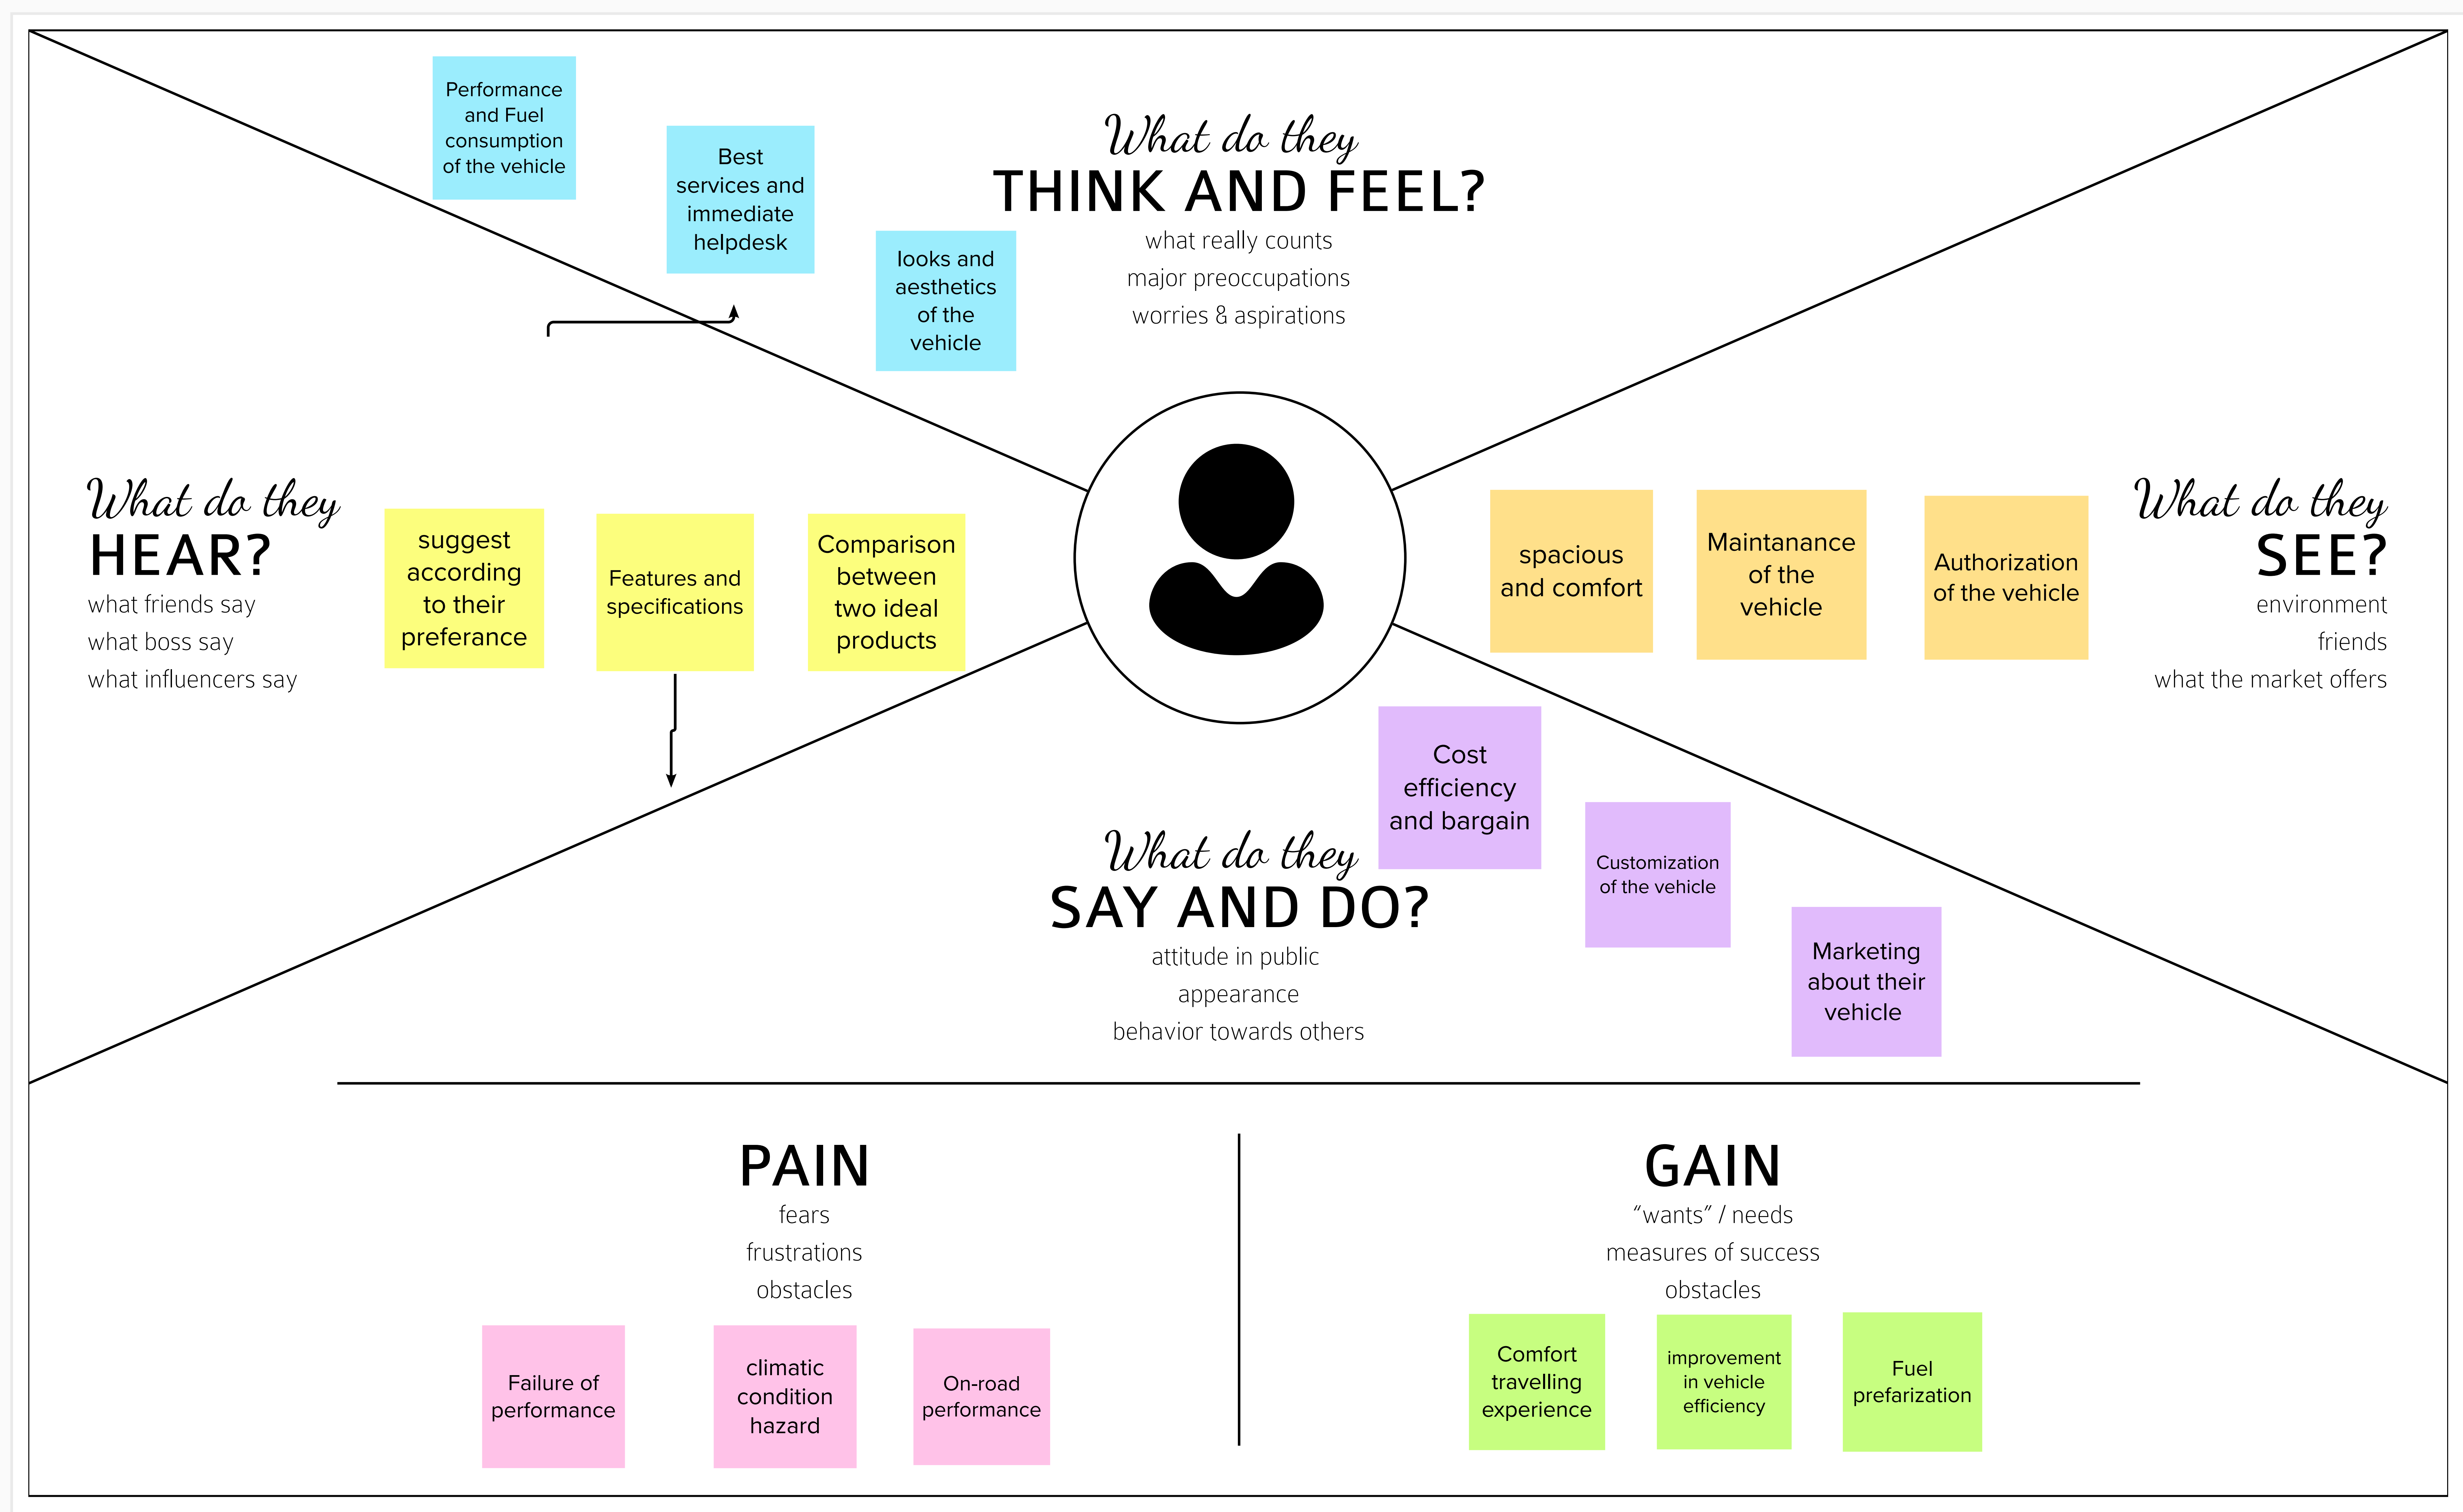 Performance
and Fuel
consumption
of the vehicle
Best
services and
immediate
helpdesk
looks and
aesthetics
of the
vehicle
What do they
THINK AND FEEL?
what really counts
major preoccupations
worries & aspirations
What do they
HEAR?
what friends say
what boss say
what influencers say
suggest
according
to their
preferance
Features and
specifications
Comparison
between
two ideal
products
spacious
and comfort
Maintanance
of the
vehicle
Authorization
of the vehicle
What do they
SEE?
environment
friends
what the market offers
What do they
SAY AND DO?
attitude in public
appearance
behavior towards others
Cost
efficiency
and bargain
Customization
of the vehicle
Marketing
about their
vehicle
PAIN
fears
frustrations
obstacles
Failure of
performance
climatic
condition
hazard
On-road
performance
GAIN
“wants” / needs
measures of success
obstacles
Comfort
travelling
experience
improvement
in vehicle
efficiency
Fuel
prefarization